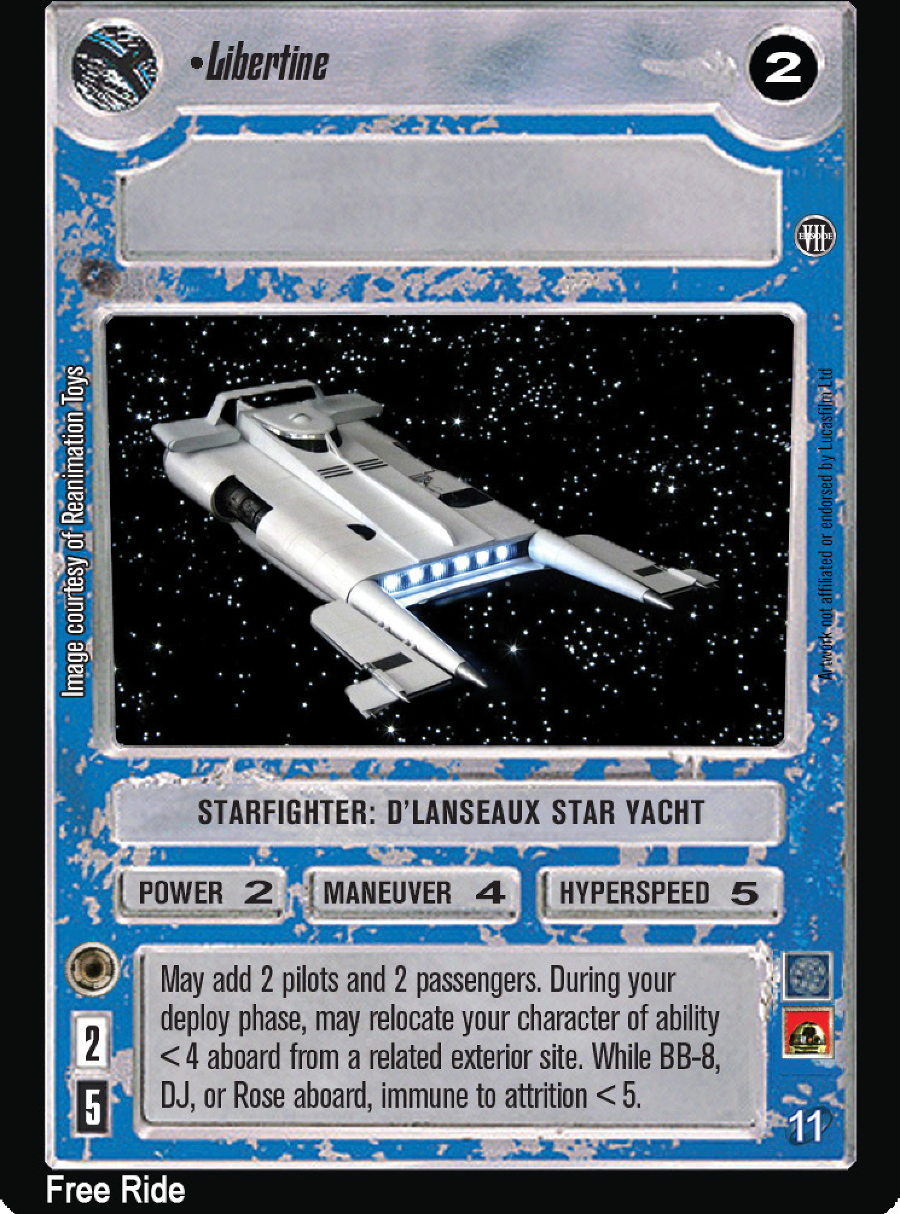 •Libertine
2
EPISODE
VII
Image courtesy of Reanimation Toys
Artwork not affiliated or endorsed by Lucasfilm Ltd
STARFIGHTER: D'LANSEAUX STAR YACHT
POWER 2
MANEUVER 4
HYPERSPEED 5
May add 2 pilots and 2 passengers. During your
deploy phase, may relocate your character of ability
< 4 aboard from a related exterior site. While BB-8,
DJ, or Rose aboard, immune to attrition < 5.
2
5
11
Free Ride